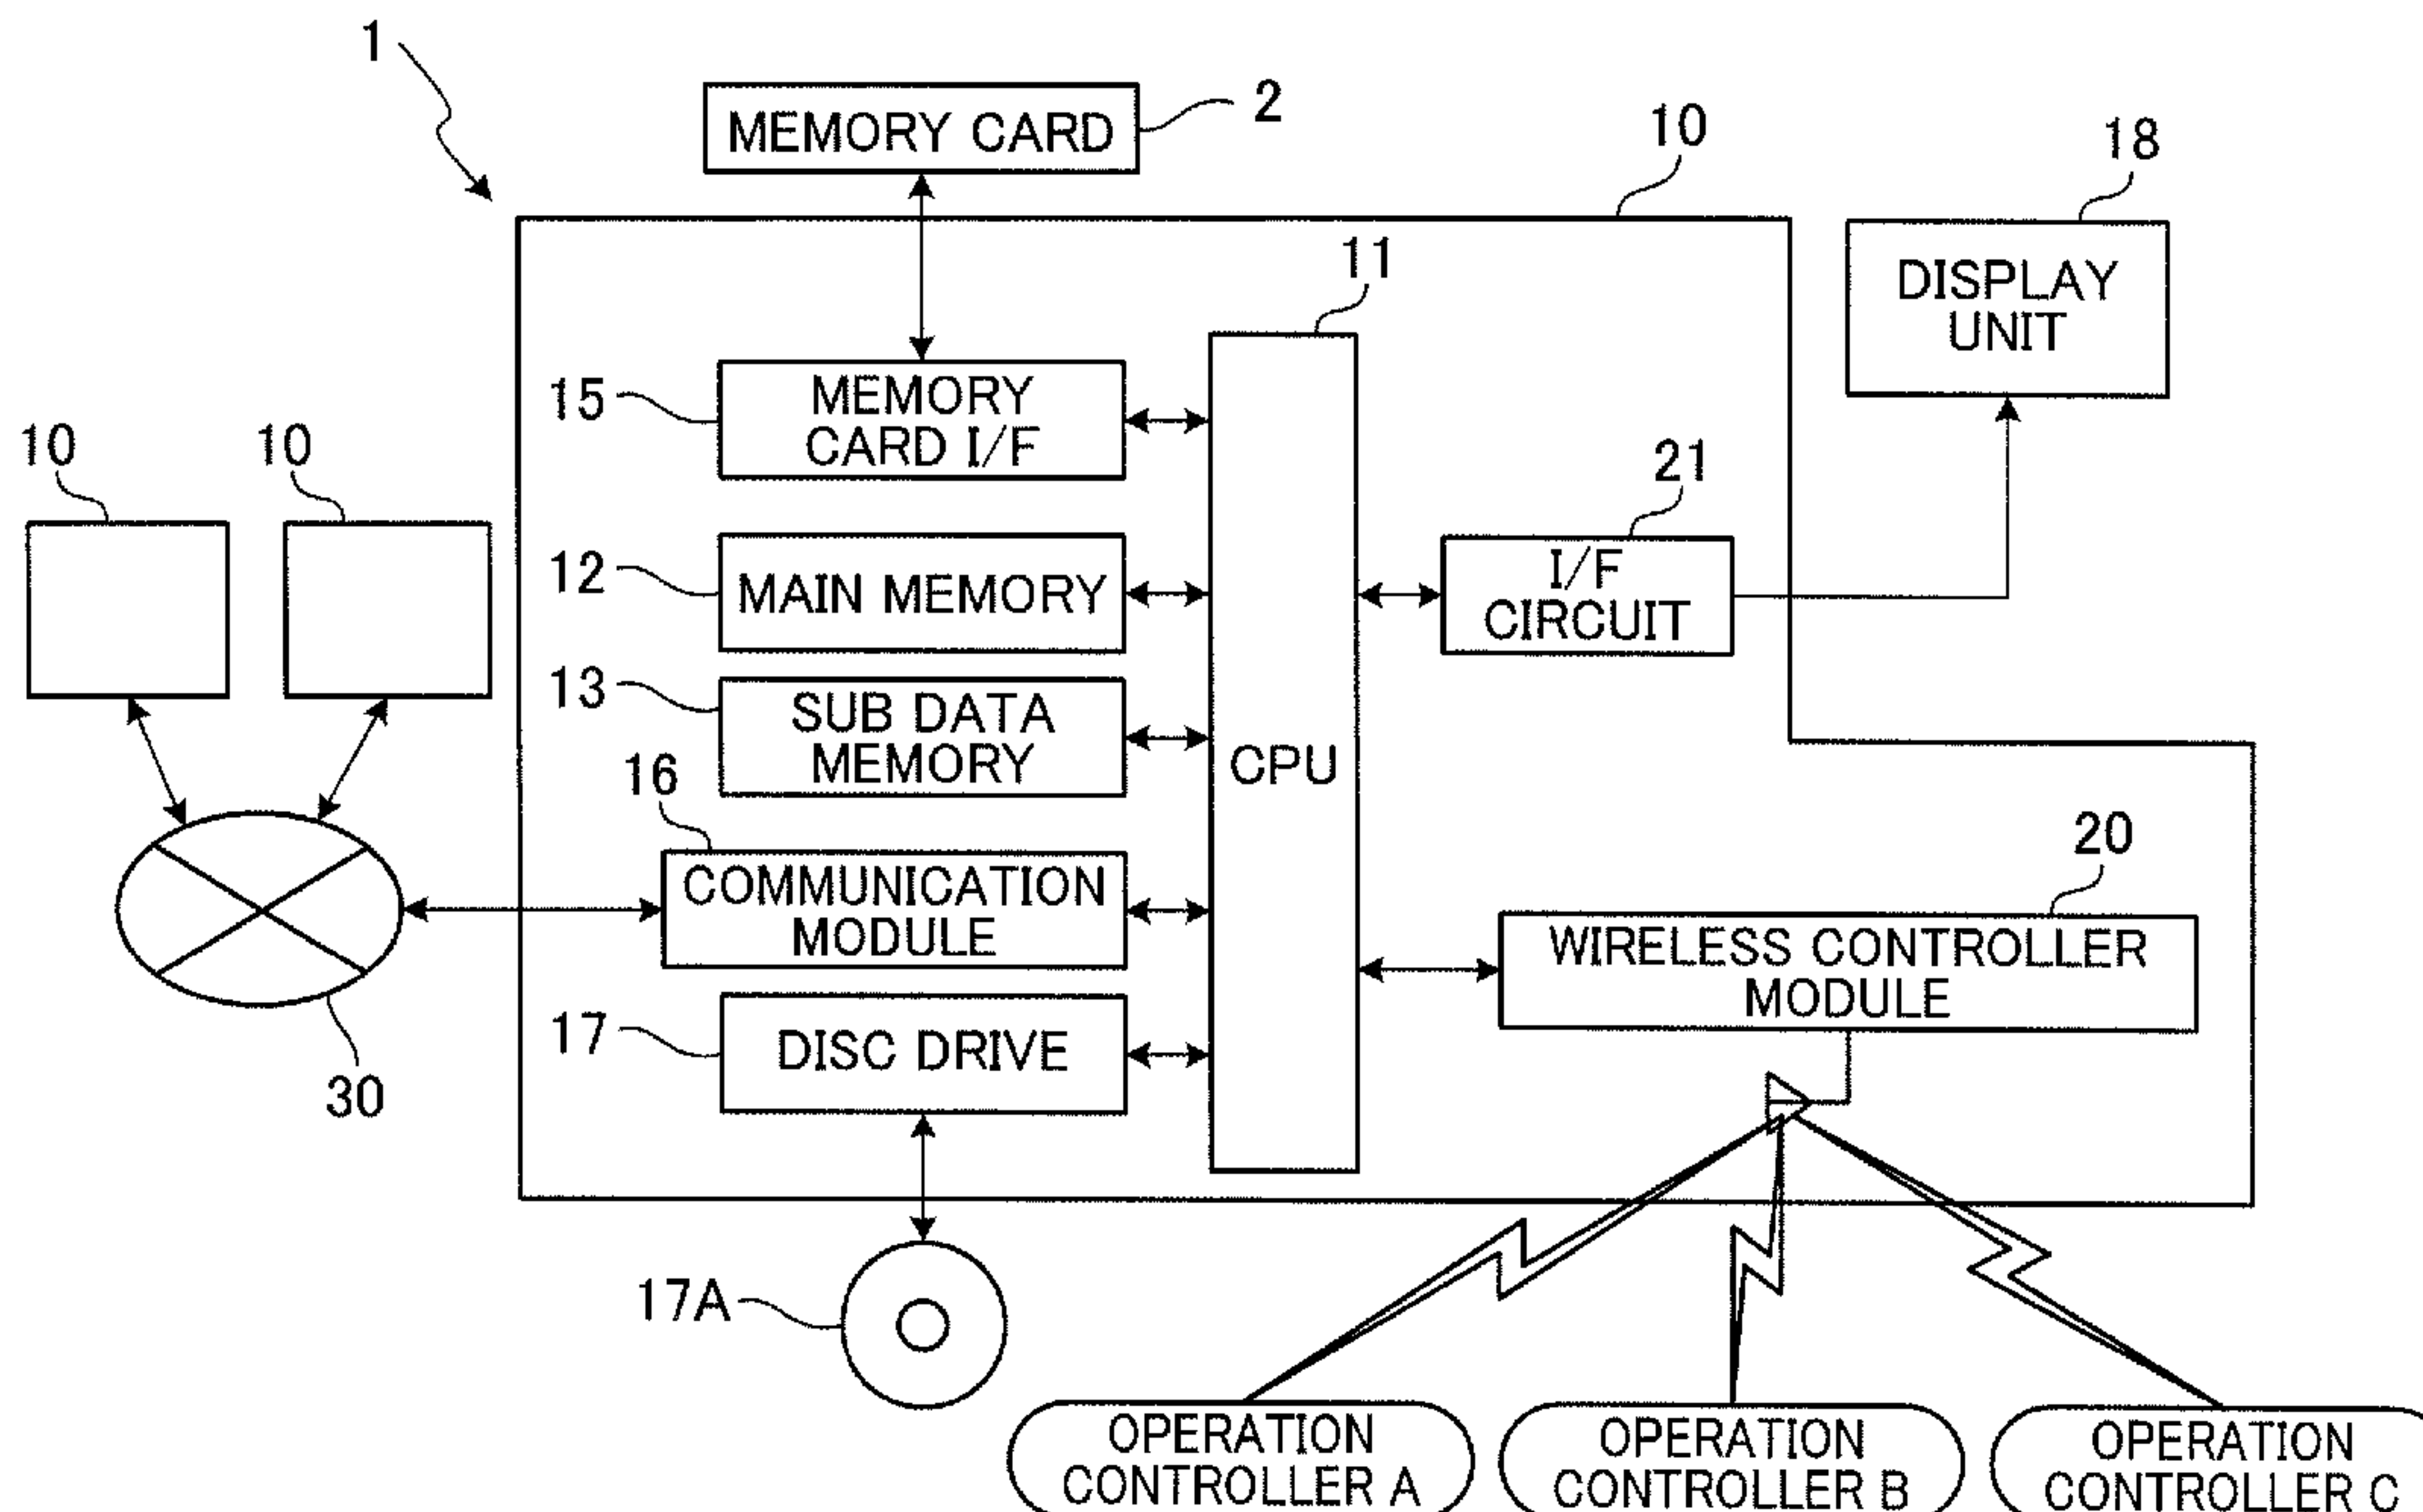 1
MEMORY CARD
2
10
18
DISPLAY
UNIT
11
15
MEMORY
CARD I/F
10
10
21
I/F
CIRCUIT
12
MAIN MEMORY
13
SUB DATA
MEMORY
CPU
16
COMMUNICATION
MODULE
20
WIRELESS CONTROLLER
MODULE
30
17
DISC DRIVE
17A
OPERATION
CONTROLLER A
OPERATION
CONTROLLER B
OPERATION
CONTROLLER C